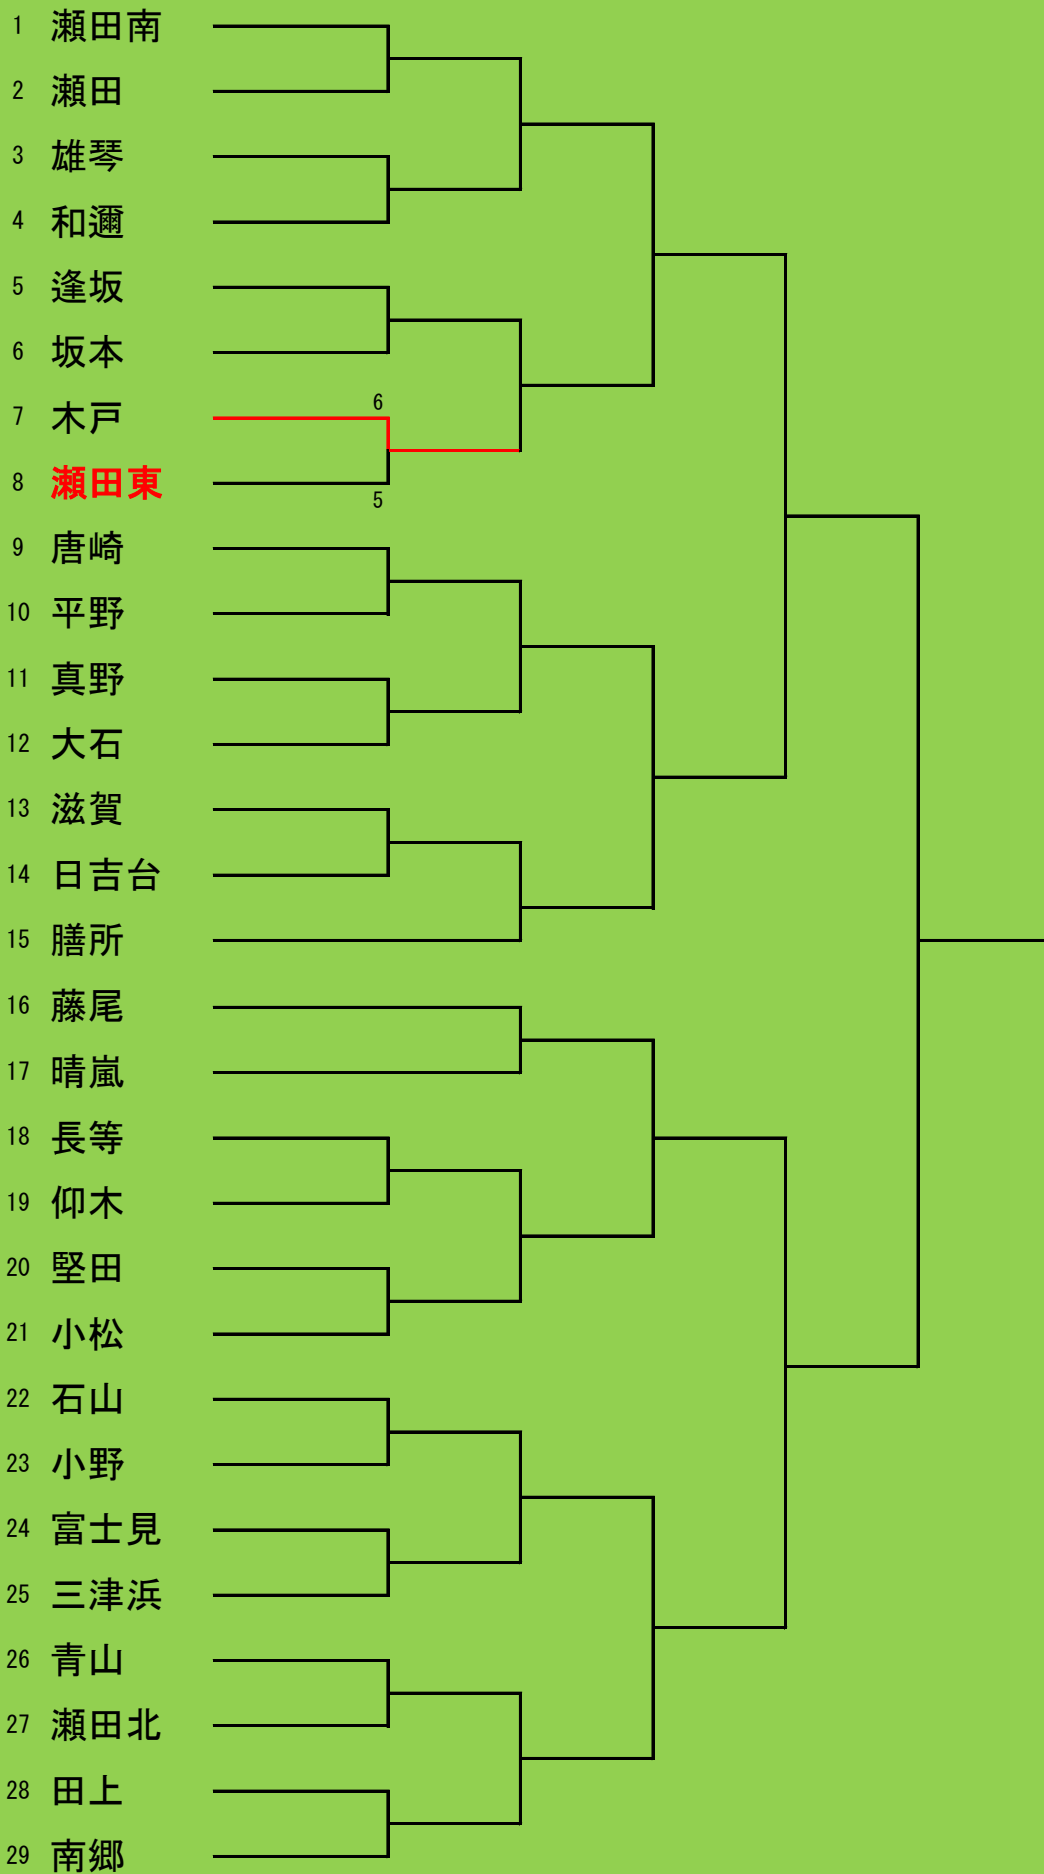 1 瀬田南
2 瀬田
3 雄琴
4 和邇
5 逢坂
6 坂本
6
7 木戸
8 瀬田東
5
9 唐崎
10 平野
11 真野
12 大石
13 滋賀
14 日吉台
15 膳所
16 藤尾
17 晴嵐
18 長等
19 仰木
20 堅田
21 小松
22 石山
23 小野
24 富士見
25 三津浜
26 青山
27 瀬田北
28 田上
29 南郷